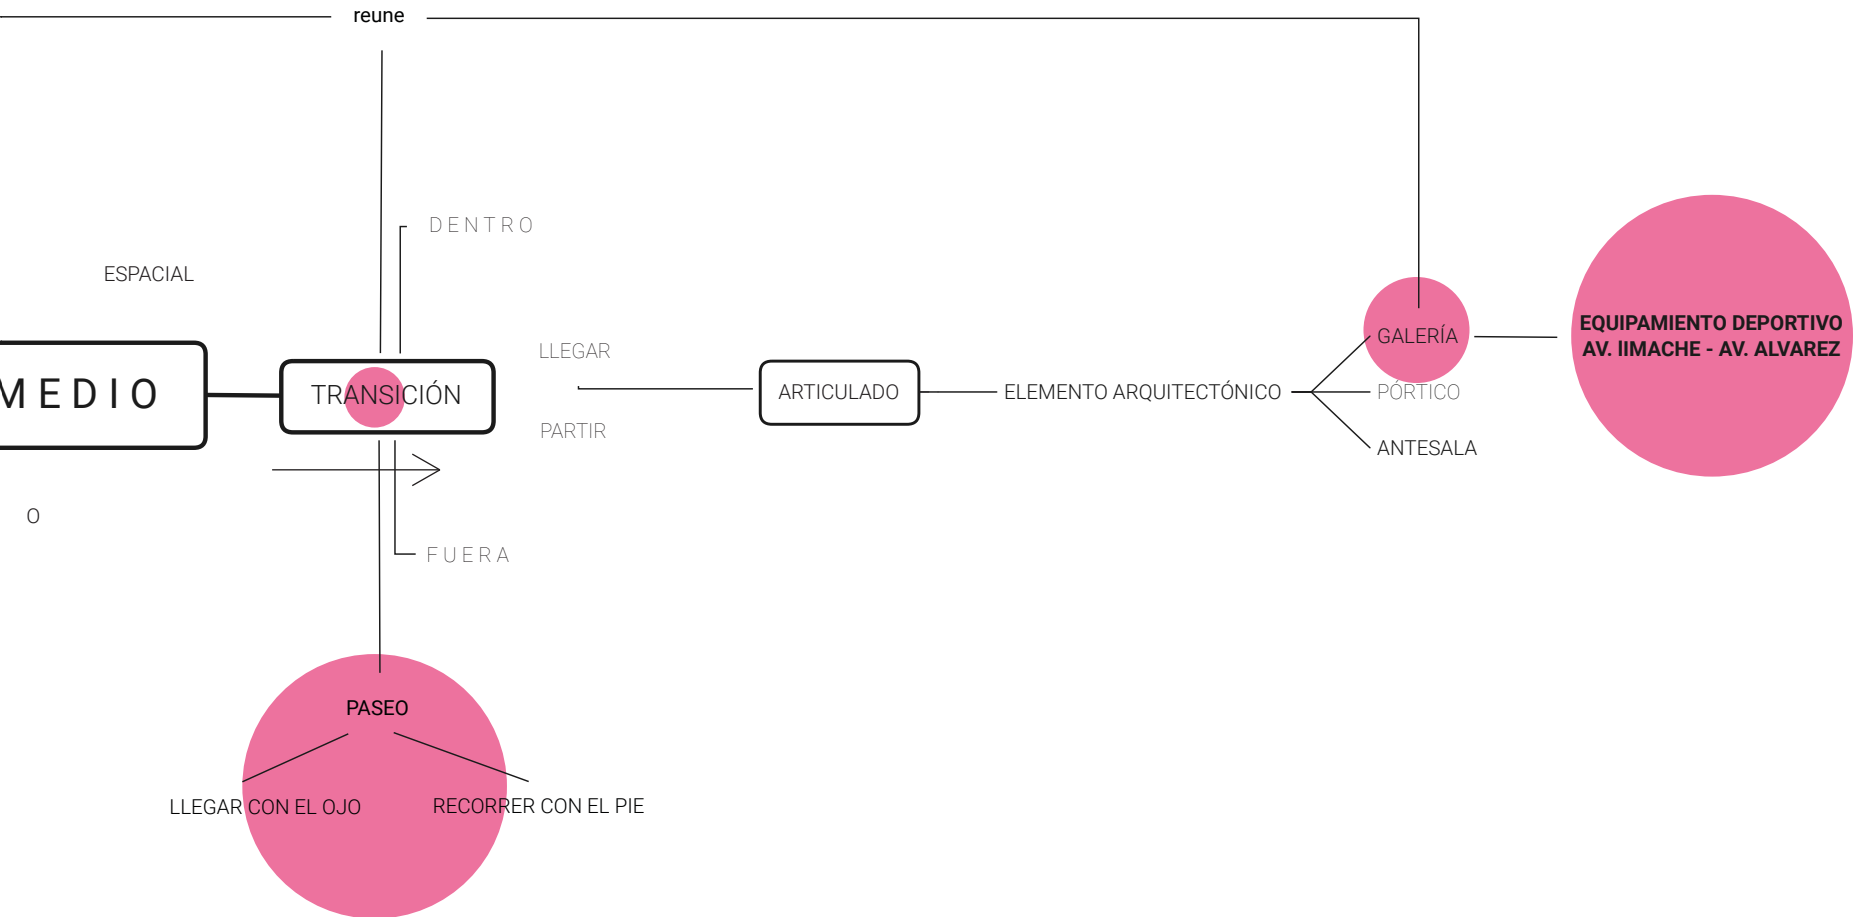 reune
DENTRO
ESPACIAL
LLEGAR
MEDIO
TRANSICIÓN
PARTIR
ARTICULADO
ELEMENTO ARQUITECTÓNICO
GALERÍA
PÓRTICO
ANTESALA
EQUIPAMIENTO DEPORTIVO
AV. IIMACHE - AV. ALVAREZ
O
FUERA
PASEO
LLEGAR CON EL OJO
RECORRER CON EL PIE